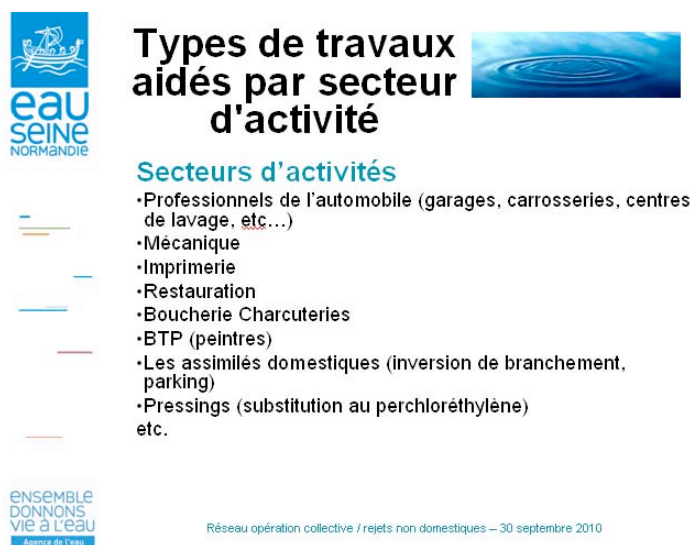 eau
SEINE
NORMANDIE
Types de travaux
aidés par secteur
d'activité
Secteurs d’activités
·Professionnels de l’automobile (garages, carrosseries, centres
de lavage, etc…)
·Mécanique
·Imprimerie
·Restauration
·Boucherie Charcuteries
·BTP (peintres)
·Les assimilés domestiques (inversion de branchement,
parking)
·Pressings (substitution au perchloréthylène)
etc.
ENSEMBLE
DONNONS
VIE à L'EAU
Agence de l'eau
Réseau opération collective / rejets non domestiques – 30 septembre 2010